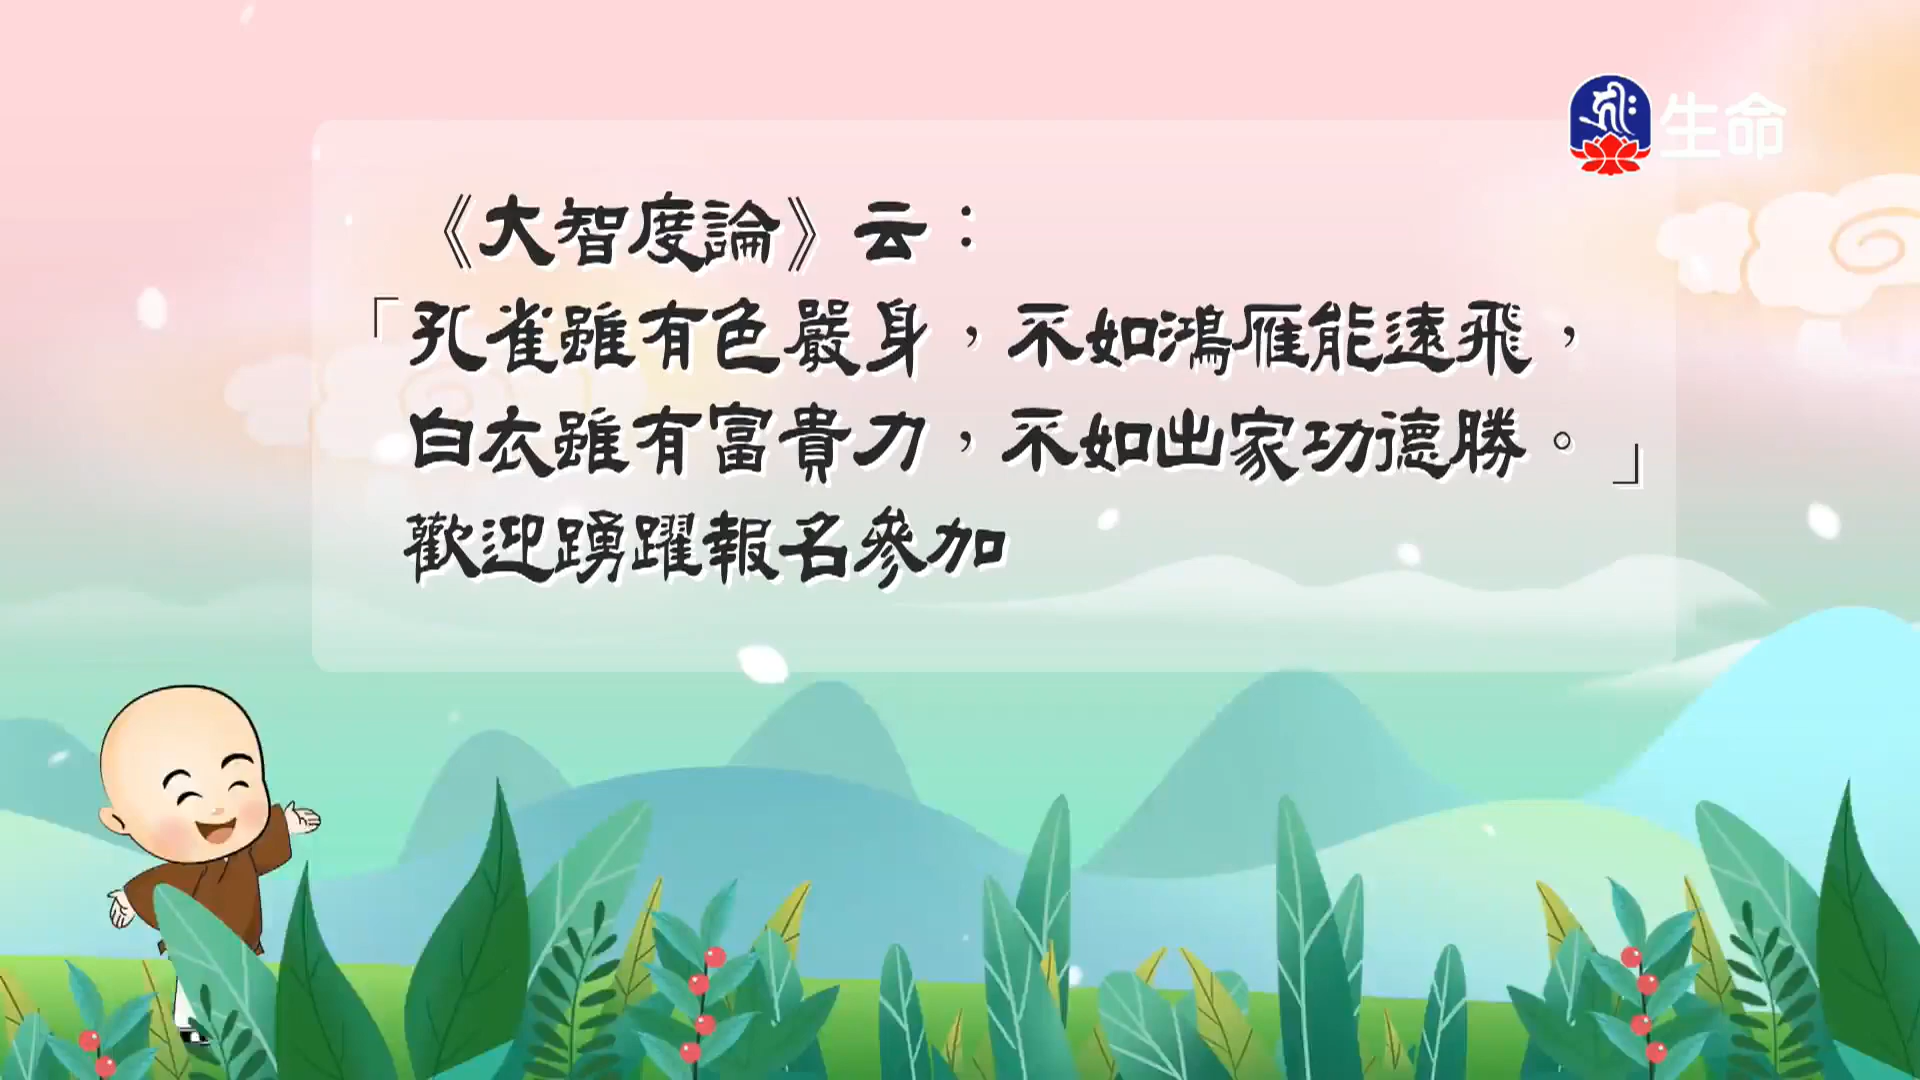 生命
《大智度論》云：
「孔雀雖有色嚴身，不如鴻雁能遠飛，
白衣雖有富貴力，不如出家功德勝。」
歡迎踴躍報名參加